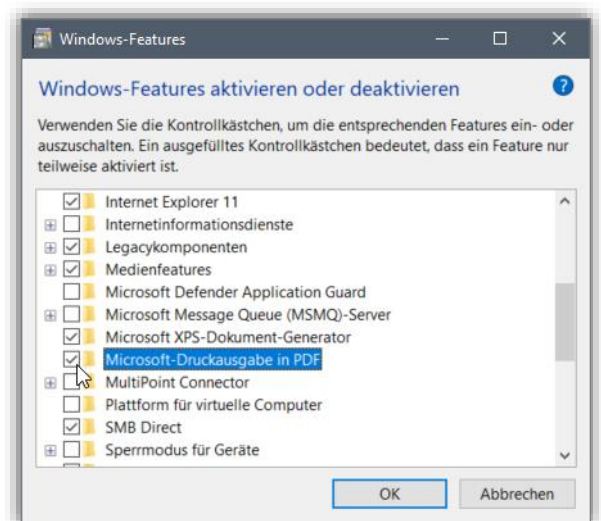 Windows-Features
Windows-Features aktivieren oder deaktivieren
?
Verwenden Sie die Kontrollkästchen, um die entsprechenden Features ein- oder
auszuschalten. Ein ausgefülltes Kontrollkästchen bedeutet, dass ein Feature nur
teilweise aktiviert ist.
Internet Explorer 11
Internetinformationsdienste
Legacykomponenten
Medienfeatures
Microsoft Defender Application Guard
Microsoft Message Queue (MSMQ)-Server
Microsoft XPS-Dokument-Generator
Microsoft-Druckausgabe in PDF
MultiPoint Connector
Plattform für virtuelle Computer
SMB Direct
Sperrmodus für Geräte
OK
Abbrechen